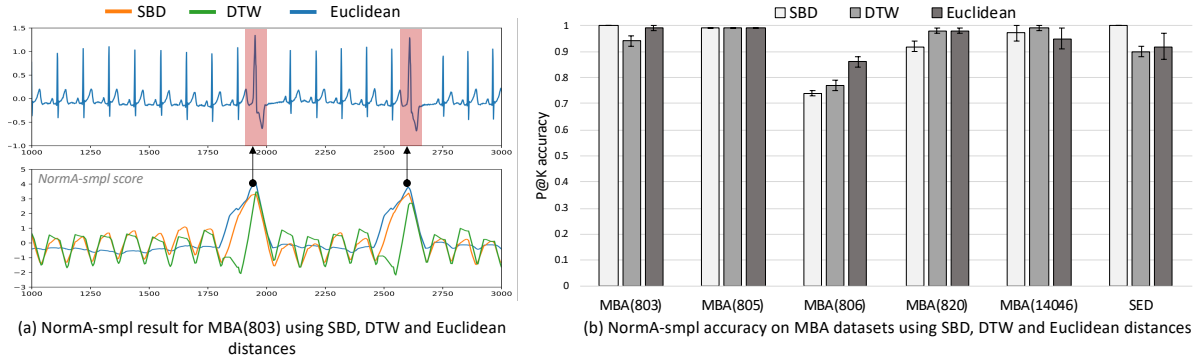 SBD DTW Euclidean
1.5
1.0
0.5
0.0
−0.5
−1.0
1000 1250 1500 1750 2000 2250 2500 2750 3000
NormA-smpl score
5
4
3
2
1
0
−1
−2
−3
1000 1250 1500 1750 2000 2250 2500 2750 3000
(a) NormA-smpl result for MBA(803) using SBD, DTW and Euclidean
distances
SBD DTW Euclidean
P@K accuracy
1
0.9
0.8
0.7
0.6
0.5
0.4
0.3
0.2
0.1
0
MBA(803) MBA(805) MBA(806) MBA(820) MBA(14046) SED
(b) NormA-smpl accuracy on MBA datasets using SBD, DTW and Euclidean distances